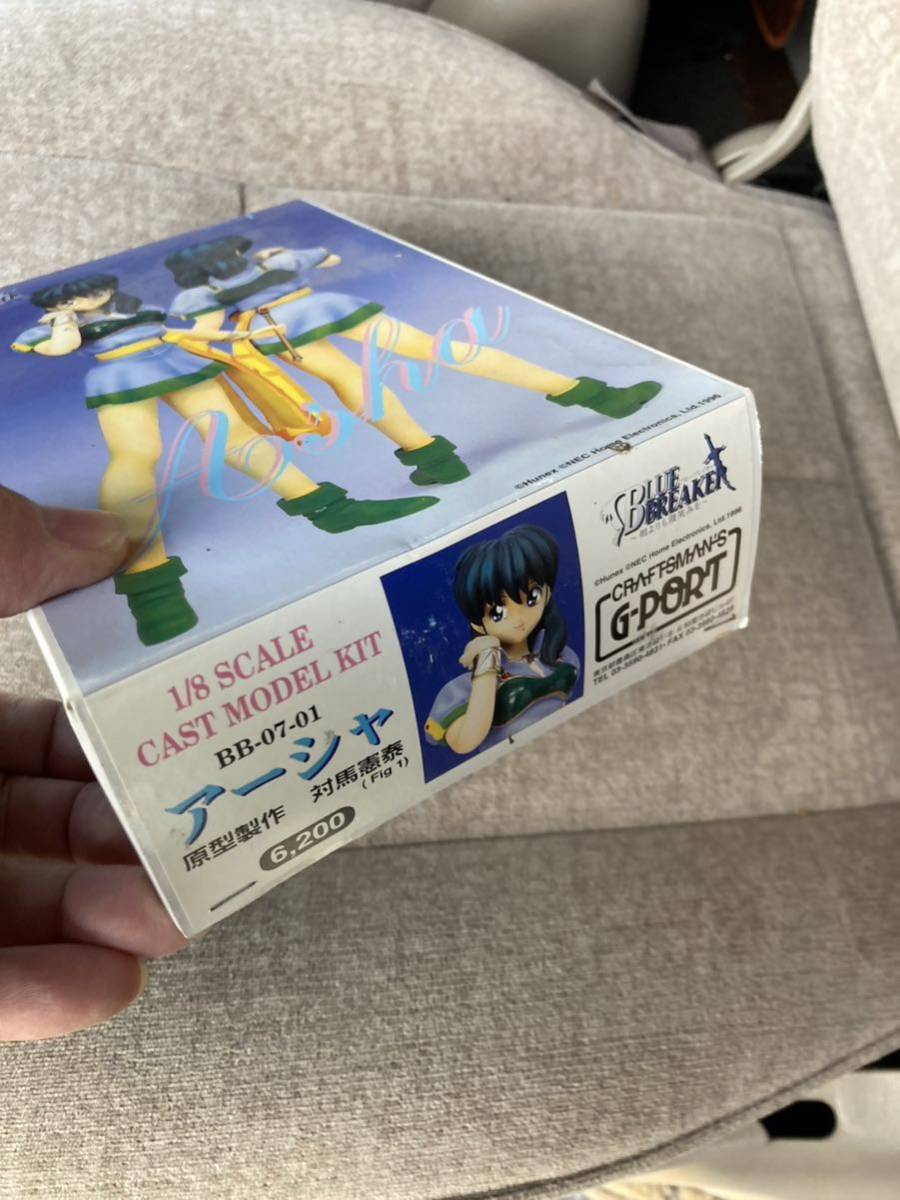 Aisha
©Hunex ©NEC Home Electronics, Ltd.1996
1/8 SCALE
CAST MODEL KIT
BB-07-01
アーシャ
原型製作 対馬憲泰
(Fig 1)
6,200
BLUE
BREAKER
©Hunex ©NEC Home Electronics, Ltd.1996
CRAFTSMAN'S
G-PORT